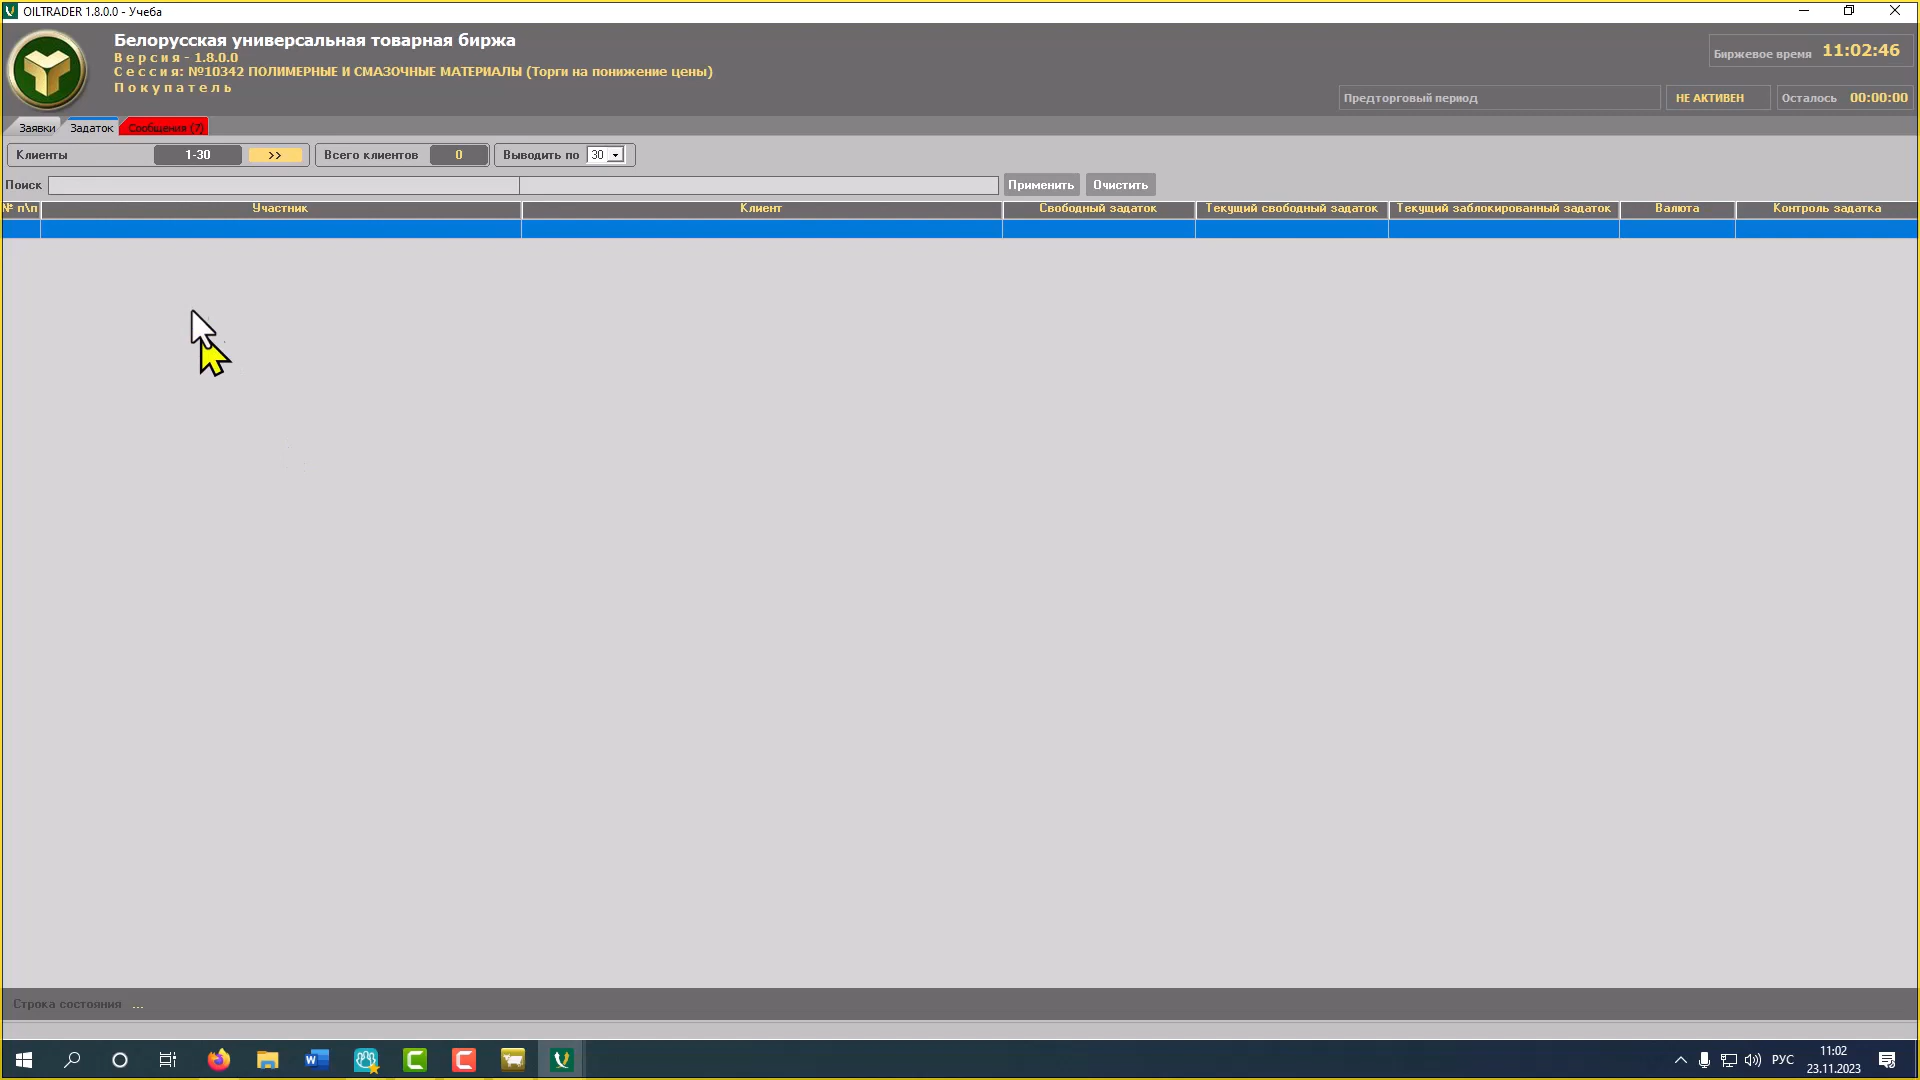 OILTRADER 1.8.0.0 - Учеба
Белорусская универсальная товарная биржа
Версия - 1.8.0.0
Сессия: №10342 ПОЛИМЕРНЫЕ И СМАЗОЧНЫЕ МАТЕРИАЛЫ (Торги на понижение цены)
Покупатель
Биржевое время 11:02:46
Предторговый период НЕ АКТИВЕН Осталось 00:00:00
Заявки Задаток Сообщения (7)
Клиенты 1-30 >> Всего клиентов 0 Выводить по 30
Поиск Применить Очистить
№ п\п Участник Клиент Свободный задаток Текущий свободный задаток Текущий заблокированный задаток Валюта Контроль задатка
Строка состояния ...
РУС 11:02
23.11.2023